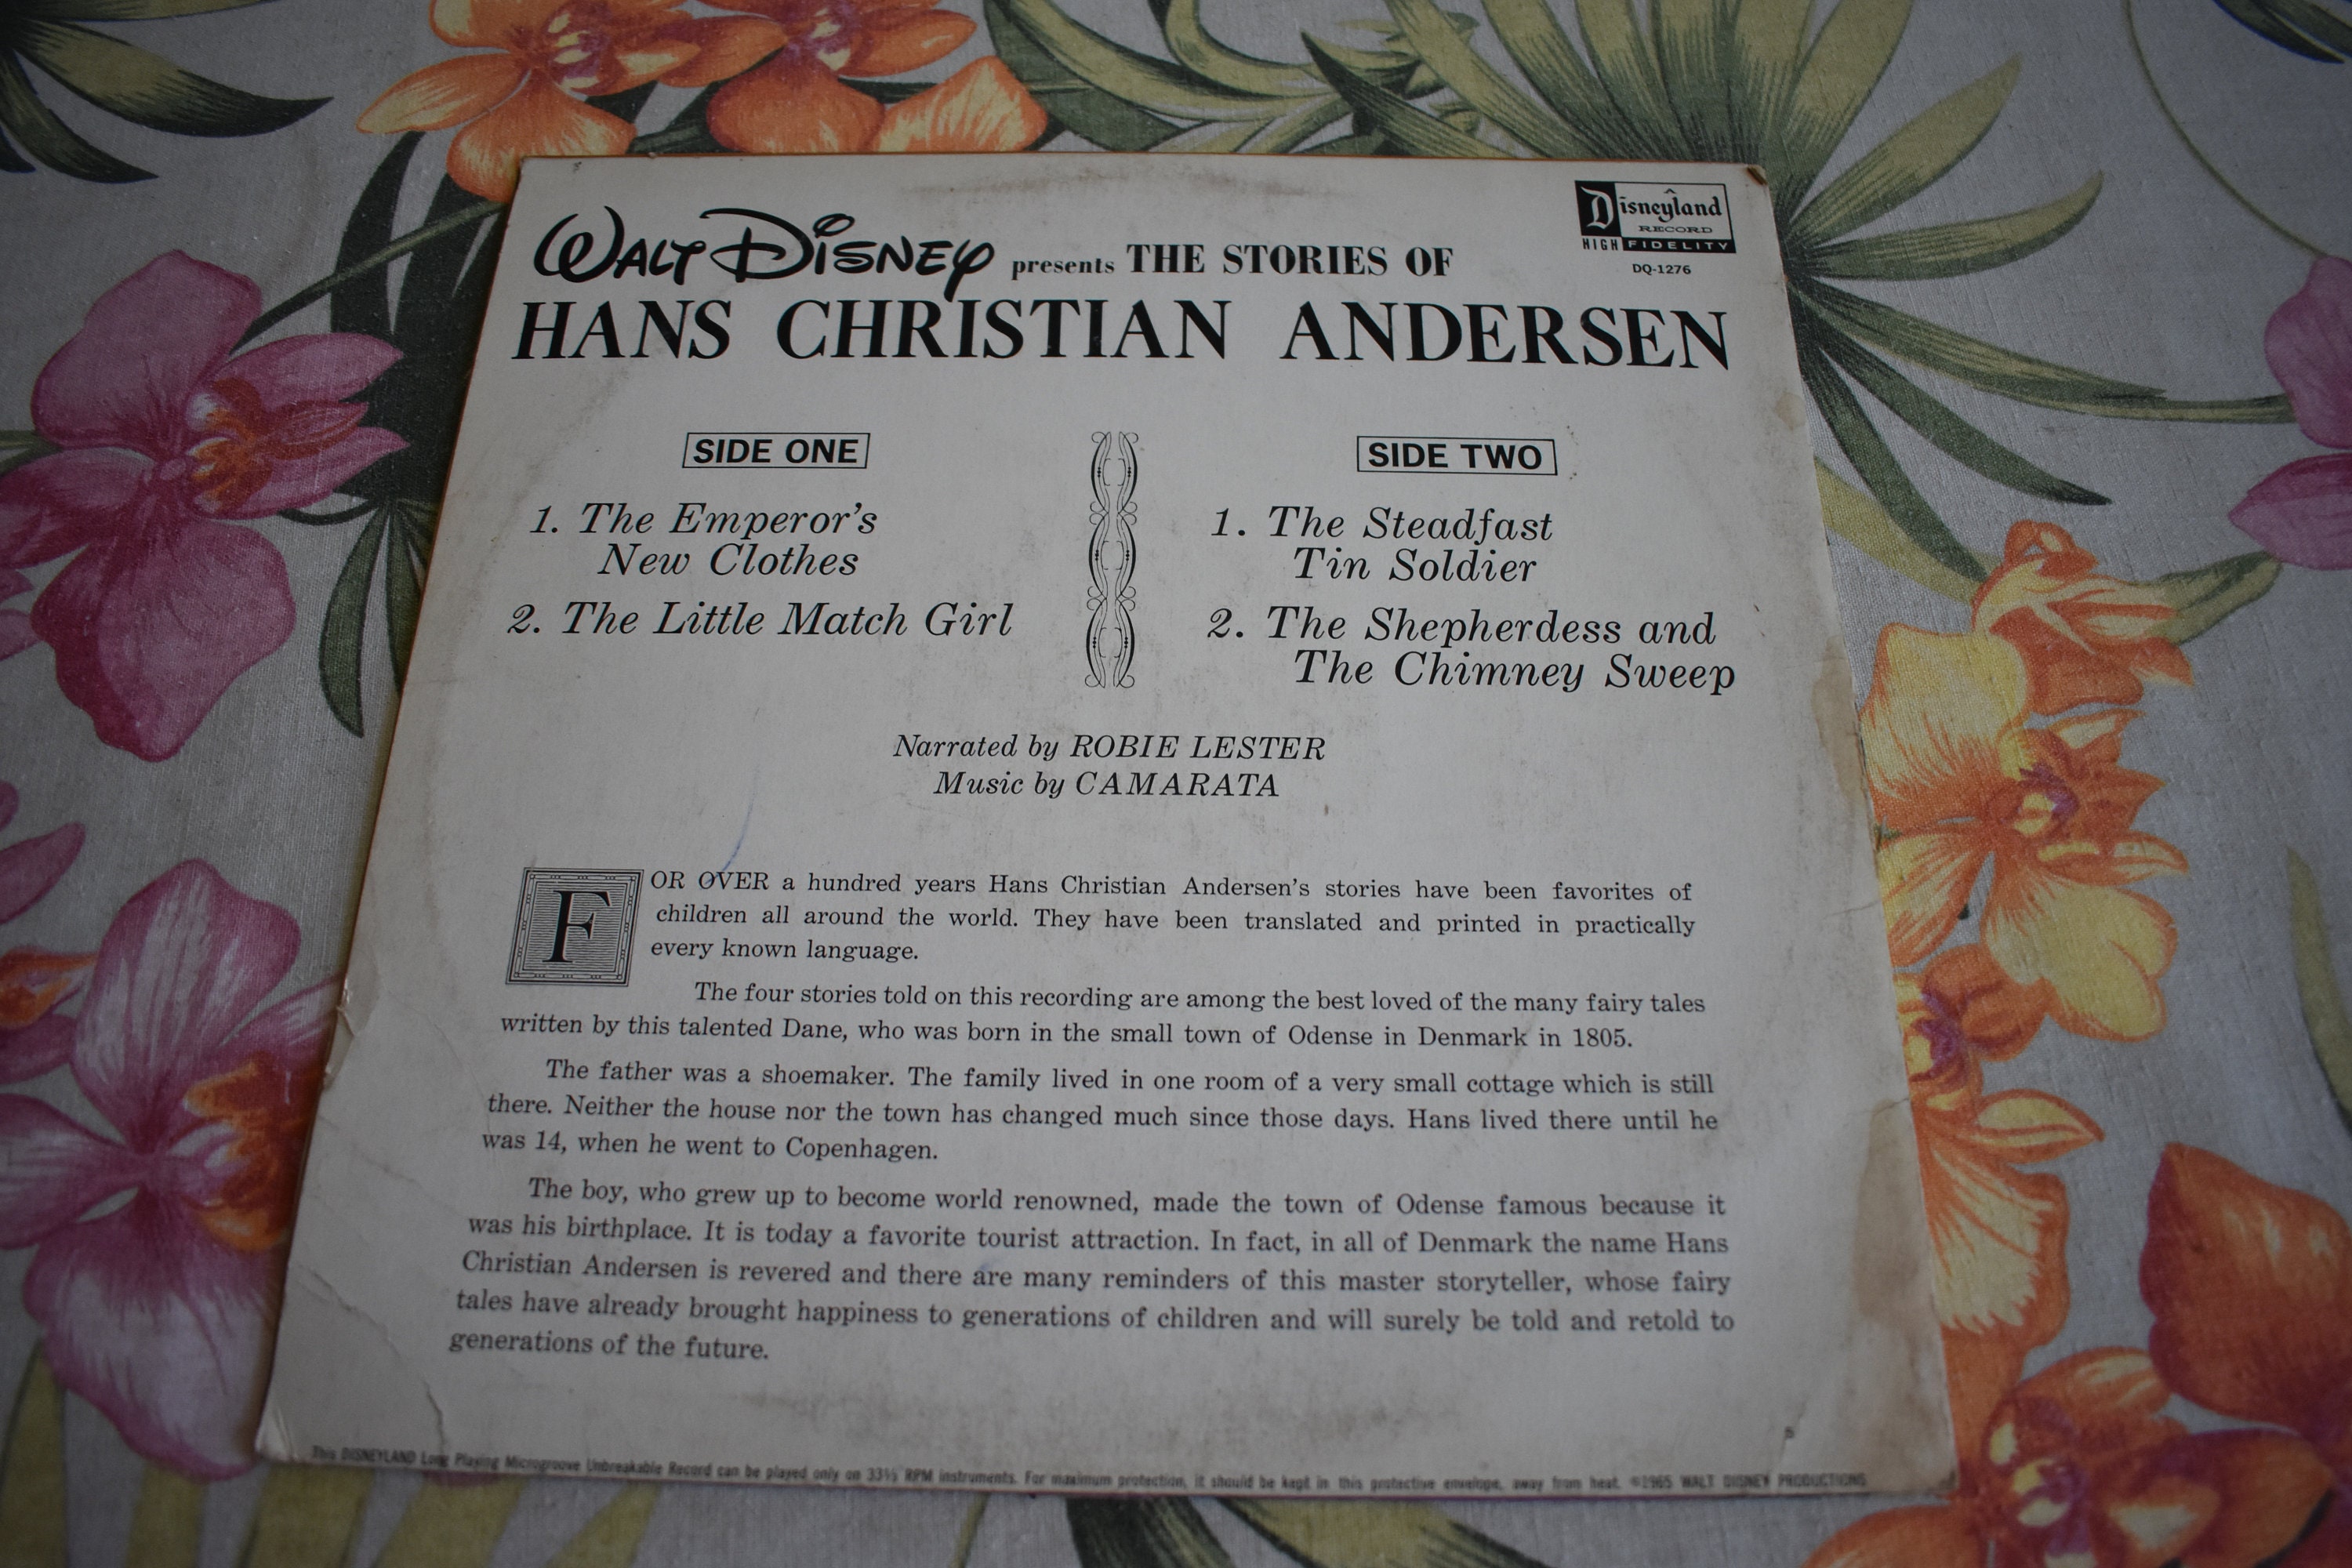 WALT DISNEY presents THE STORIES OF
HANS CHRISTIAN ANDERSEN
Disneyland
RECORD
HIGH FIDELITY
DQ-1276
SIDE ONE
1. The Emperor's
New Clothes
2. The Little Match Girl
SIDE TWO
1. The Steadfast
Tin Soldier
2. The Shepherdess and
The Chimney Sweep
Narrated by ROBIE LESTER
Music by CAMARATA
FOR OVER a hundred years Hans Christian Andersen's stories have been favorites of
children all around the world. They have been translated and printed in practically
every known language.
The four stories told on this recording are among the best loved of the many fairy tales
written by this talented Dane, who was born in the small town of Odense in Denmark in 1805.
The father was a shoemaker. The family lived in one room of a very small cottage which is still
there. Neither the house nor the town has changed much since those days. Hans lived there until he
was 14, when he went to Copenhagen.
The boy, who grew up to become world renowned, made the town of Odense famous because it
was his birthplace. It is today a favorite tourist attraction. In fact, in all of Denmark the name Hans
Christian Andersen is revered and there are many reminders of this master storyteller, whose fairy
tales have already brought happiness to generations of children and will surely be told and retold to
generations of the future.
This DISNEYLAND Long Playing Microgroove Unbreakable Record can be played only on 33⅓ RPM instruments. For maximum protection, it should be kept in this protective envelope, away from heat. ©1965 WALT DISNEY PRODUCTIONS